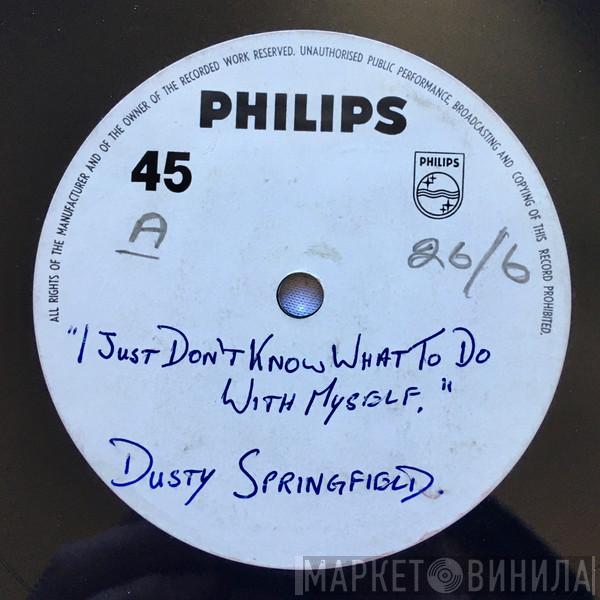 ALL RIGHTS OF THE MANUFACTURER AND OF THE OWNER OF THE RECORDED WORK RESERVED. UNAUTHORISED PUBLIC PERFORMANCE, BROADCASTING AND COPYING OF THIS RECORD PROHIBITED.
PHILIPS
45
PHILIPS
A
26/6
"I JUST DON'T KNOW WHAT TO DO
WITH MYSELF."
DUSTY SPRINGFIELD.
МАРКЕТ ВИНИЛА